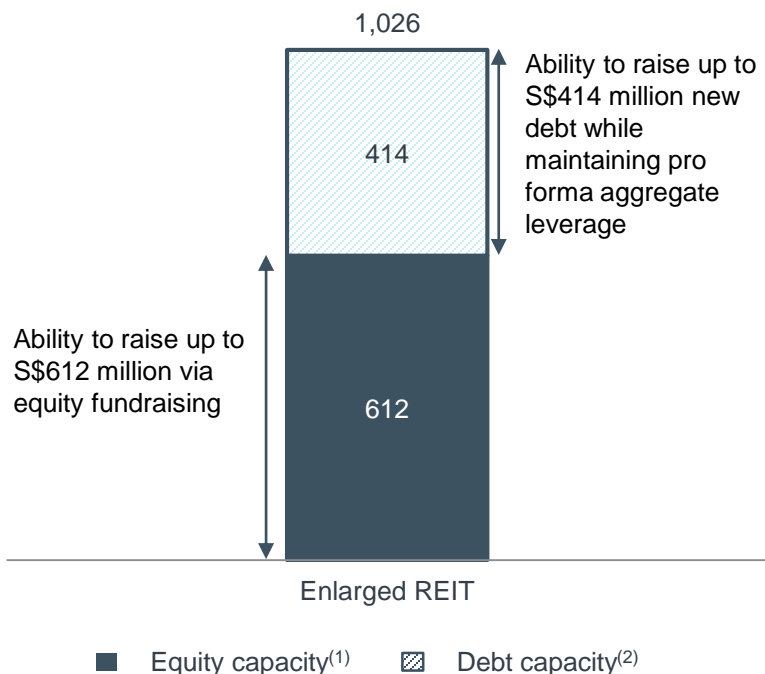 1,026
Ability to raise up to
S$414 million new
debt while
maintaining pro
forma aggregate
leverage
414
Ability to raise up to
S$612 million via
equity fundraising
612
Enlarged REIT
Equity capacity(1)
Debt capacity(2)